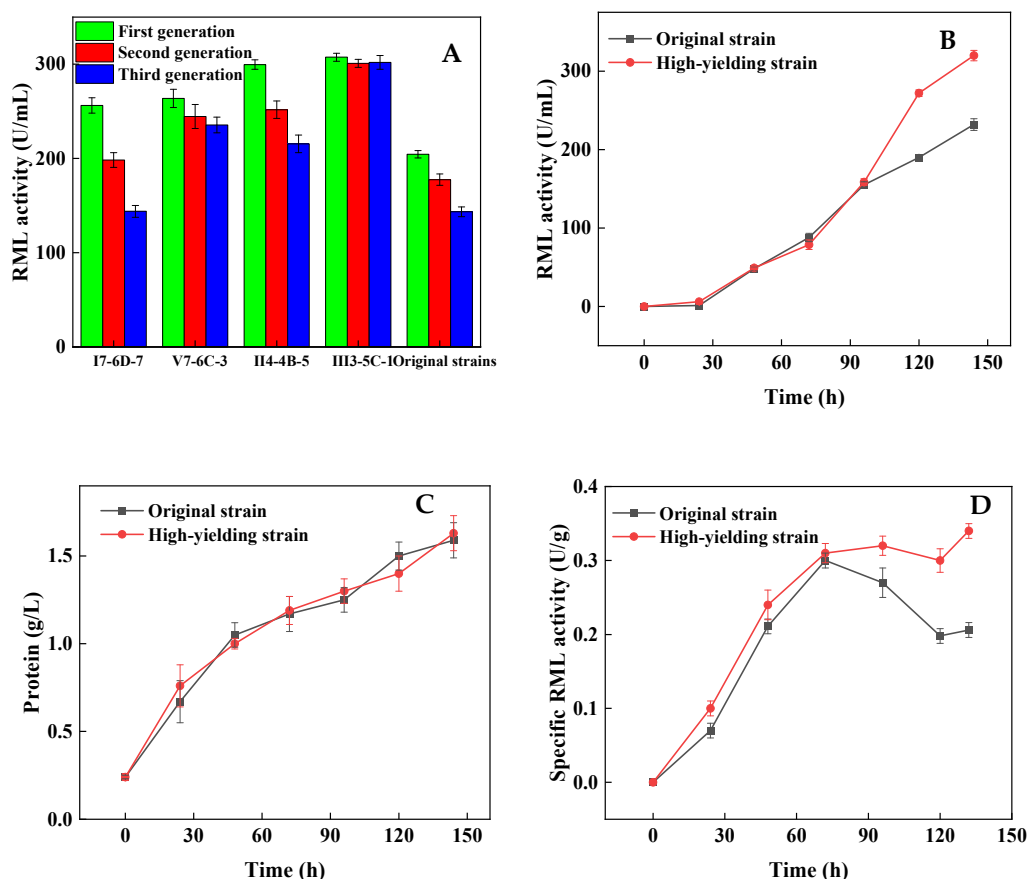 A
First generation
Second generation
Third generation
RML activity (U/mL)
300
200
100
0
I7-6D-7
V7-6C-3
II4-4B-5
III3-5C-1
Original strains
B
Original strain
High-yielding strain
RML activity (U/mL)
300
200
100
0
0 30 60 90 120 150
Time (h)
C
Original strain
High-yielding strain
Protein (g/L)
1.5
1.0
0.5
0.0
0 30 60 90 120 150
Time (h)
D
Original strain
High-yielding strain
Specific RML activity (U/g)
0.4
0.3
0.2
0.1
0.0
0 30 60 90 120 150
Time (h)